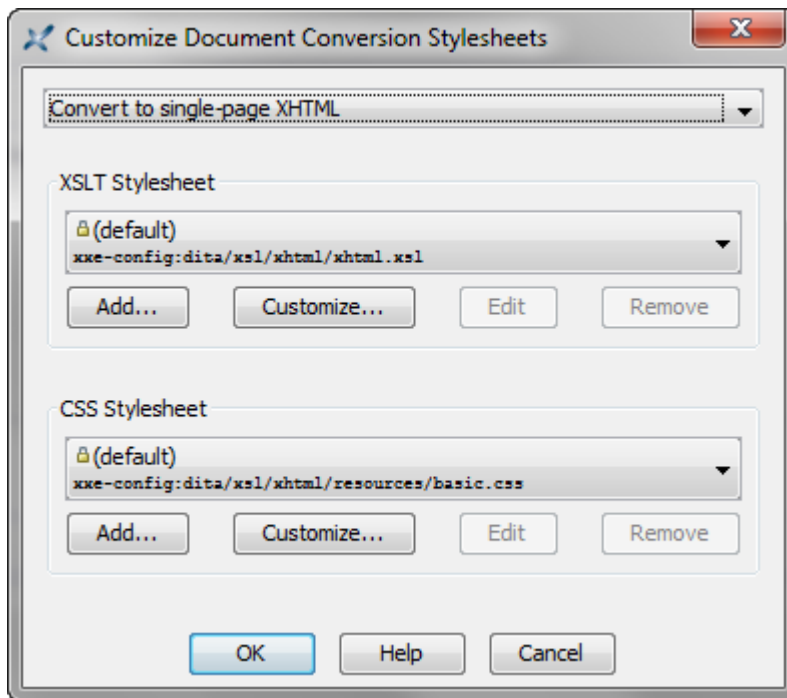 Customize Document Conversion Stylesheets
Convert to single-page XHTML
XSLT Stylesheet
(default)
xxe-config:dita/xsl/xhtml/xhtml.xsl
Add... Customize... Edit Remove
CSS Stylesheet
(default)
xxe-config:dita/xsl/xhtml/resources/basic.css
Add... Customize... Edit Remove
OK Help Cancel